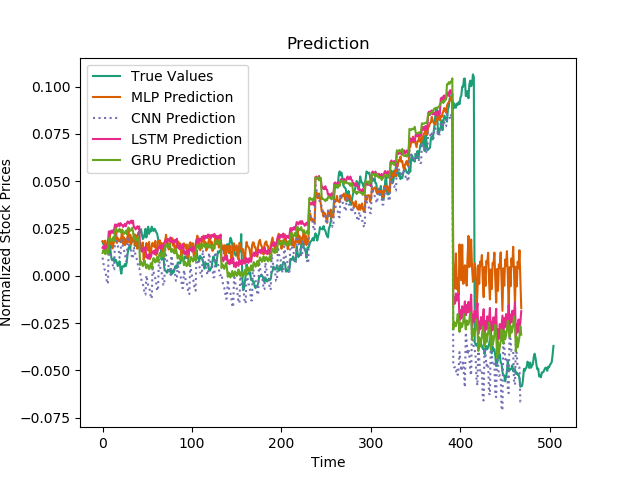 Prediction
True Values
MLP Prediction
CNN Prediction
LSTM Prediction
GRU Prediction
Normalized Stock Prices
0.100
0.075
0.050
0.025
0.000
−0.025
−0.050
−0.075
0 100 200 300 400 500
Time